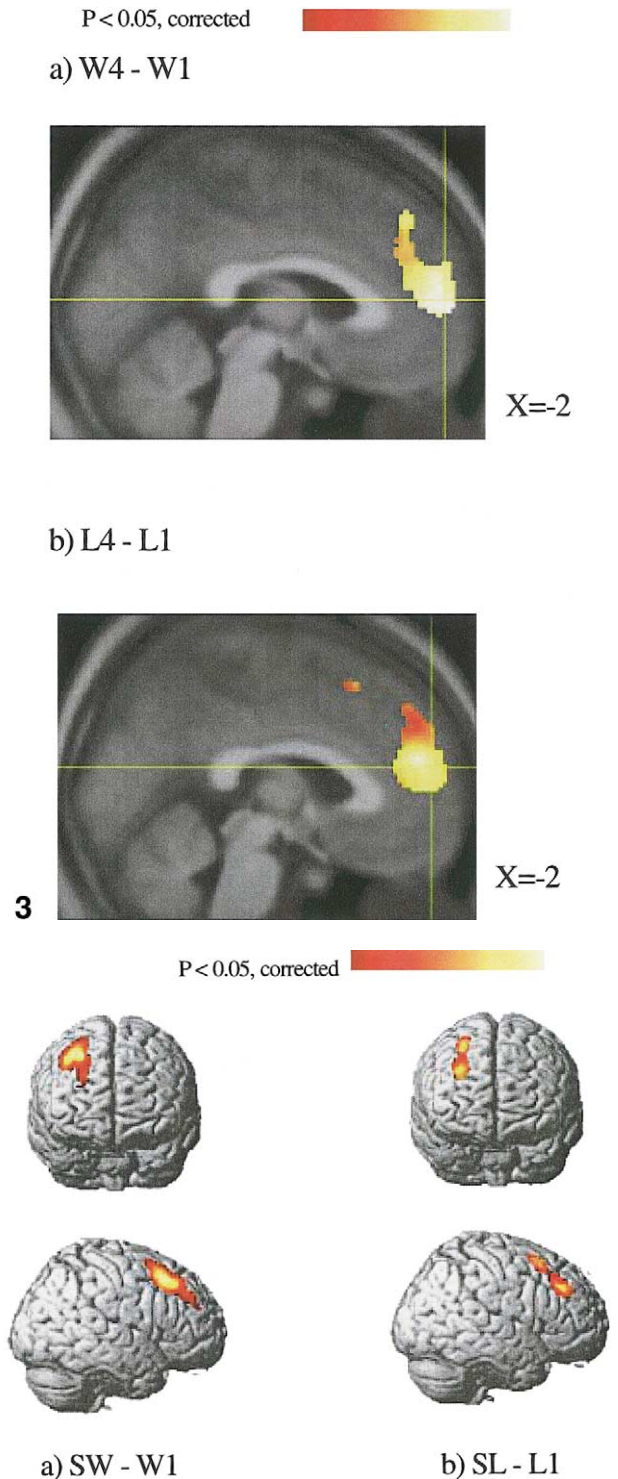 P < 0.05, corrected
a) W4 - W1
X=-2
b) L4 - L1
X=-2
3
P < 0.05, corrected
a) SW - W1
b) SL - L1